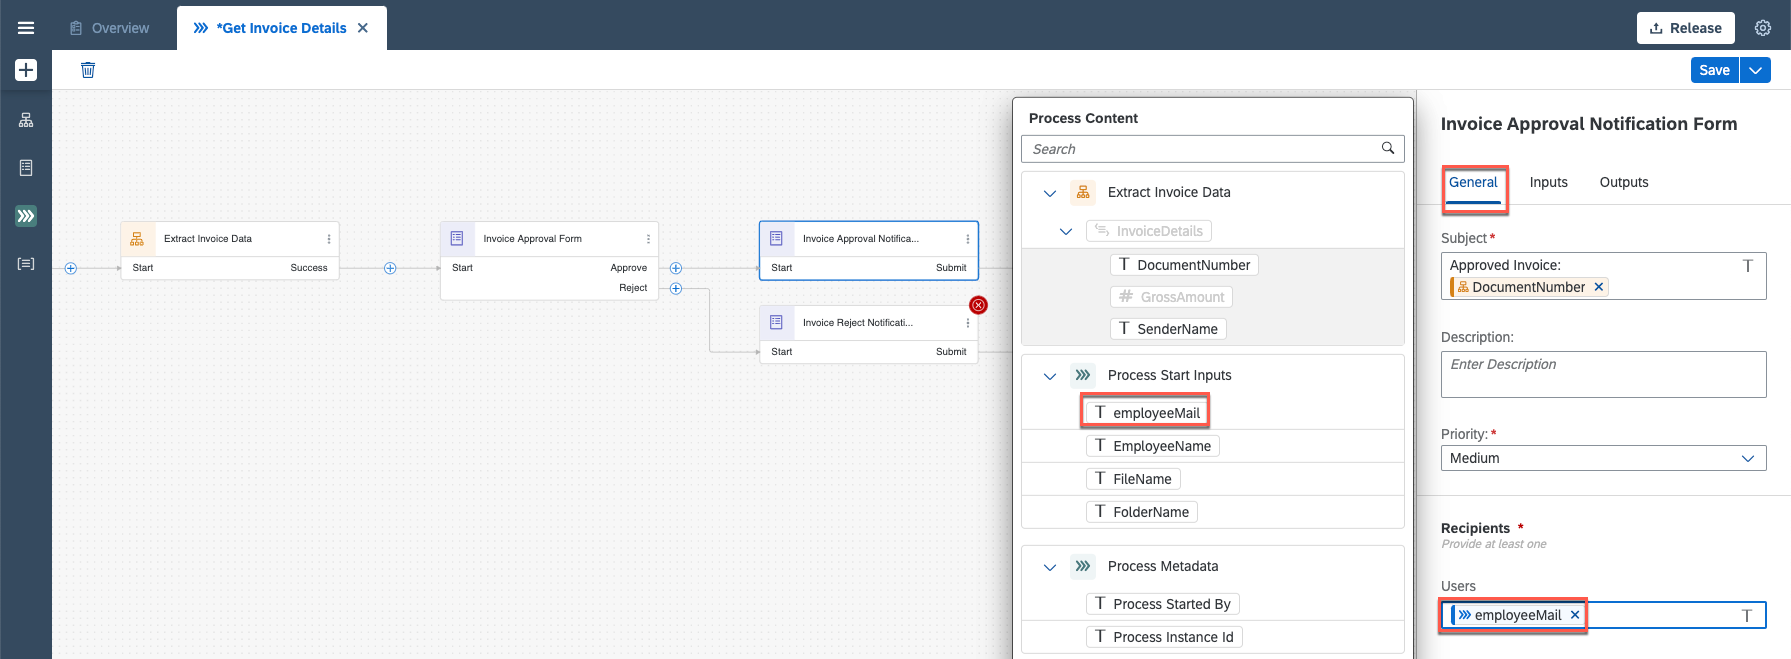 Overview
*Get Invoice Details
Release
Save
Extract Invoice Data
Start
Success
Invoice Approval Form
Start
Approve
Reject
Invoice Approval Notifica...
Start
Submit
Invoice Reject Notificati...
Start
Submit
Process Content
Search
Extract Invoice Data
InvoiceDetails
T DocumentNumber
# GrossAmount
T SenderName
Process Start Inputs
T employeeMail
T EmployeeName
T FileName
T FolderName
Process Metadata
T Process Started By
T Process Instance Id
Invoice Approval Notification Form
General
Inputs
Outputs
Subject*
Approved Invoice:
T
DocumentNumber
Description:
Enter Description
Priority:*
Medium
Recipients *
Provide at least one
Users
employeeMail
T